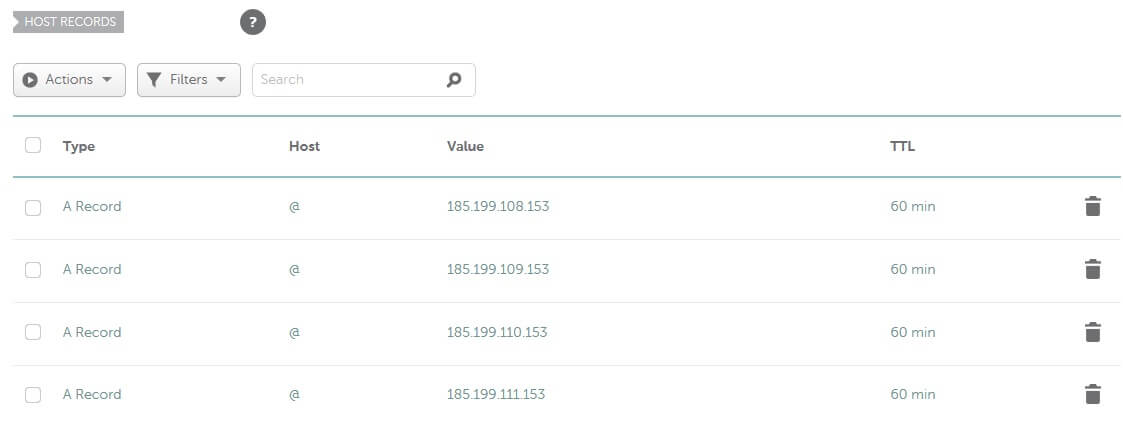 HOST RECORDS
?
Actions Filters Search
Type Host Value TTL
A Record @ 185.199.108.153 60 min
A Record @ 185.199.109.153 60 min
A Record @ 185.199.110.153 60 min
A Record @ 185.199.111.153 60 min